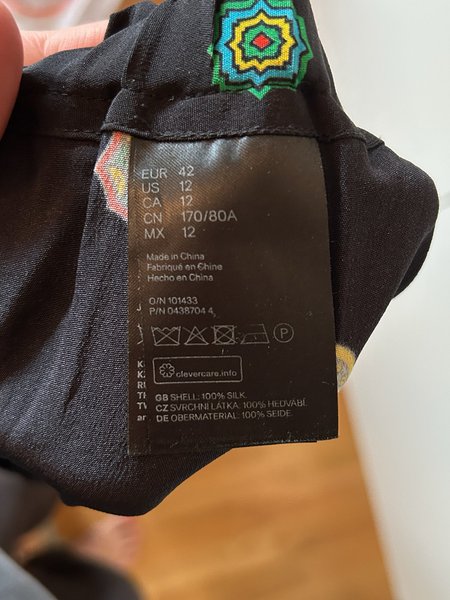 EUR 42
US 12
CA 12
CN 170/80A
MX 12
Made in China
Fabriqué en Chine
Hecho en China
O/N 101433
P/N 0438704 4
P
clevercare.info
GB SHELL: 100% SILK.
CZ SVRCHNI LÁTKA: 100% HEDVÁBÍ.
DE OBERMATERIAL: 100% SEIDE.